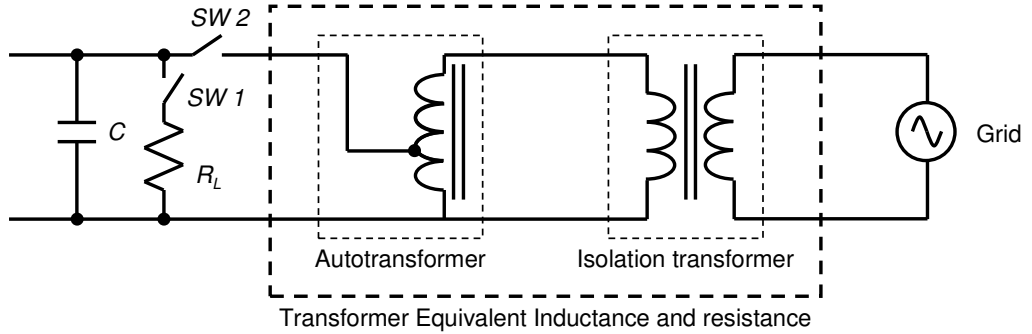 SW 2
SW 1
C
R_L
Grid
Autotransformer
Isolation transformer
Transformer Equivalent Inductance and resistance